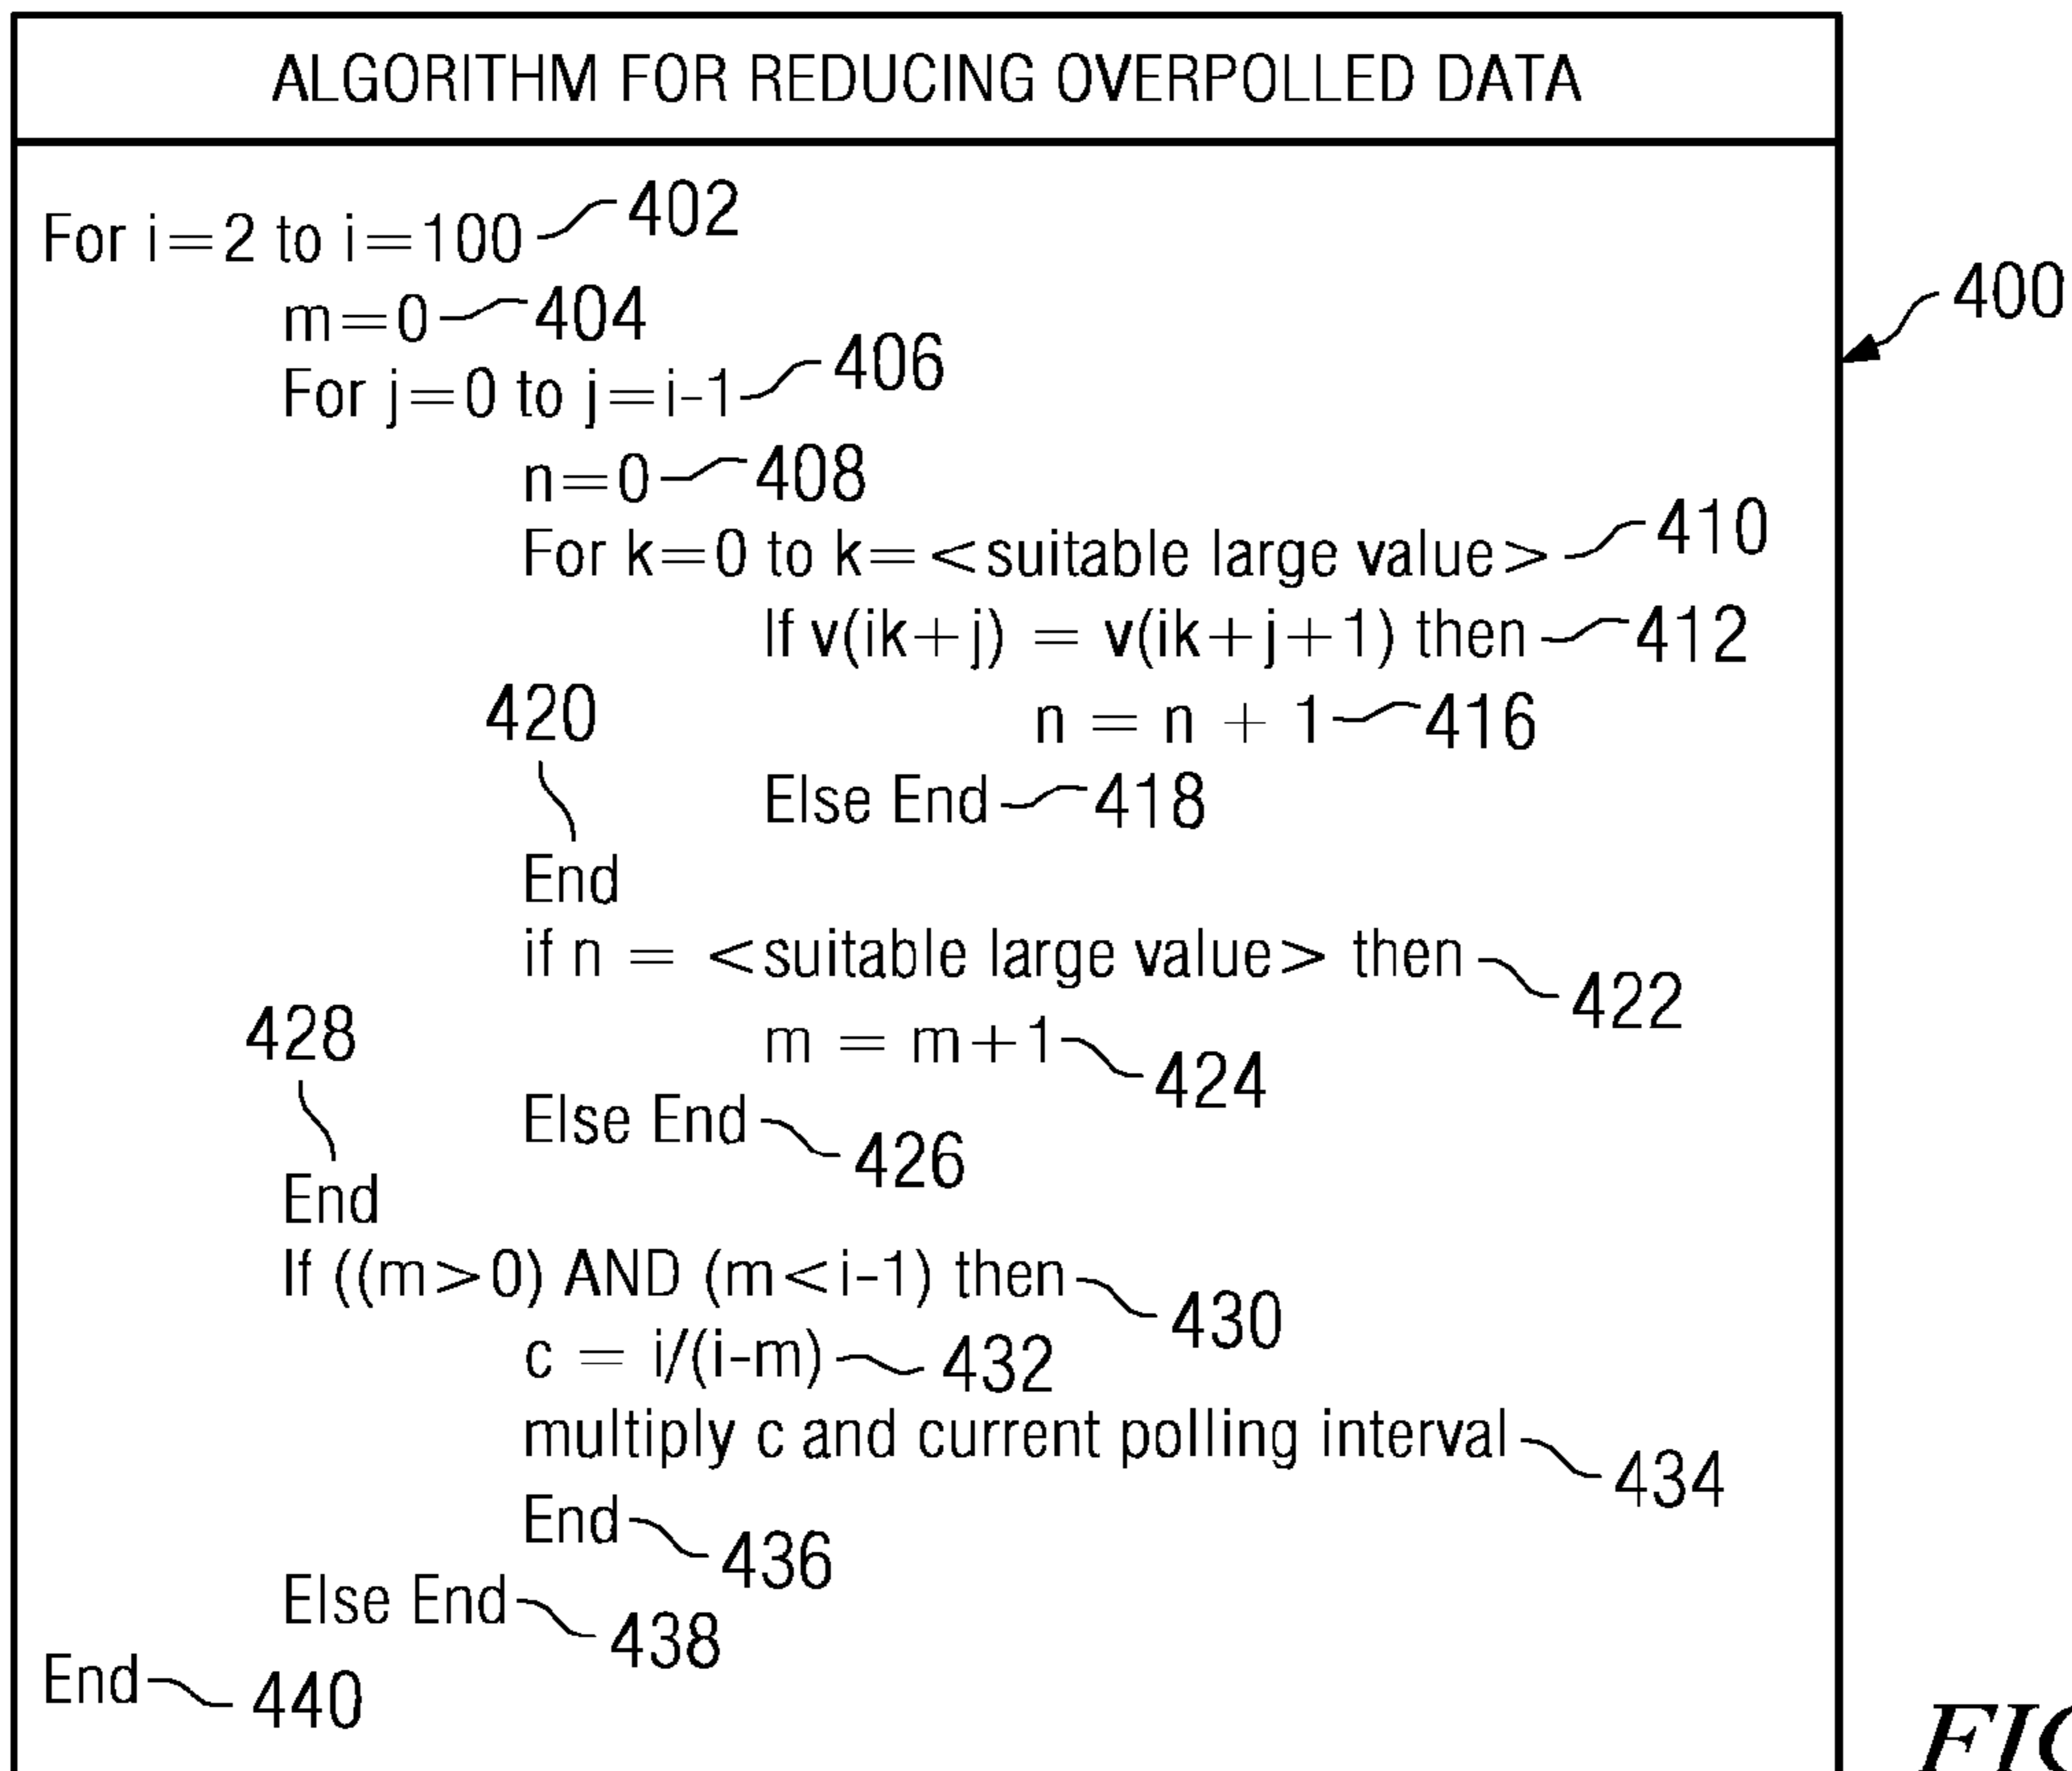 ALGORITHM FOR REDUCING OVERPOLLED DATA
For i=2 to i=100 402
m=0 404
400
For j=0 to j=i-1 406
n=0 408
For k=0 to k=<suitable large value> 410
If v(ik+j) = v(ik+j+1) then 412
n = n + 1 416
Else End 418
420
End
if n = <suitable large value> then 422
m = m+1 424
Else End 426
428
End
If ((m>0) AND (m<i-1) then 430
c = i/(i-m) 432
multiply c and current polling interval 434
End 436
Else End 438
End 440